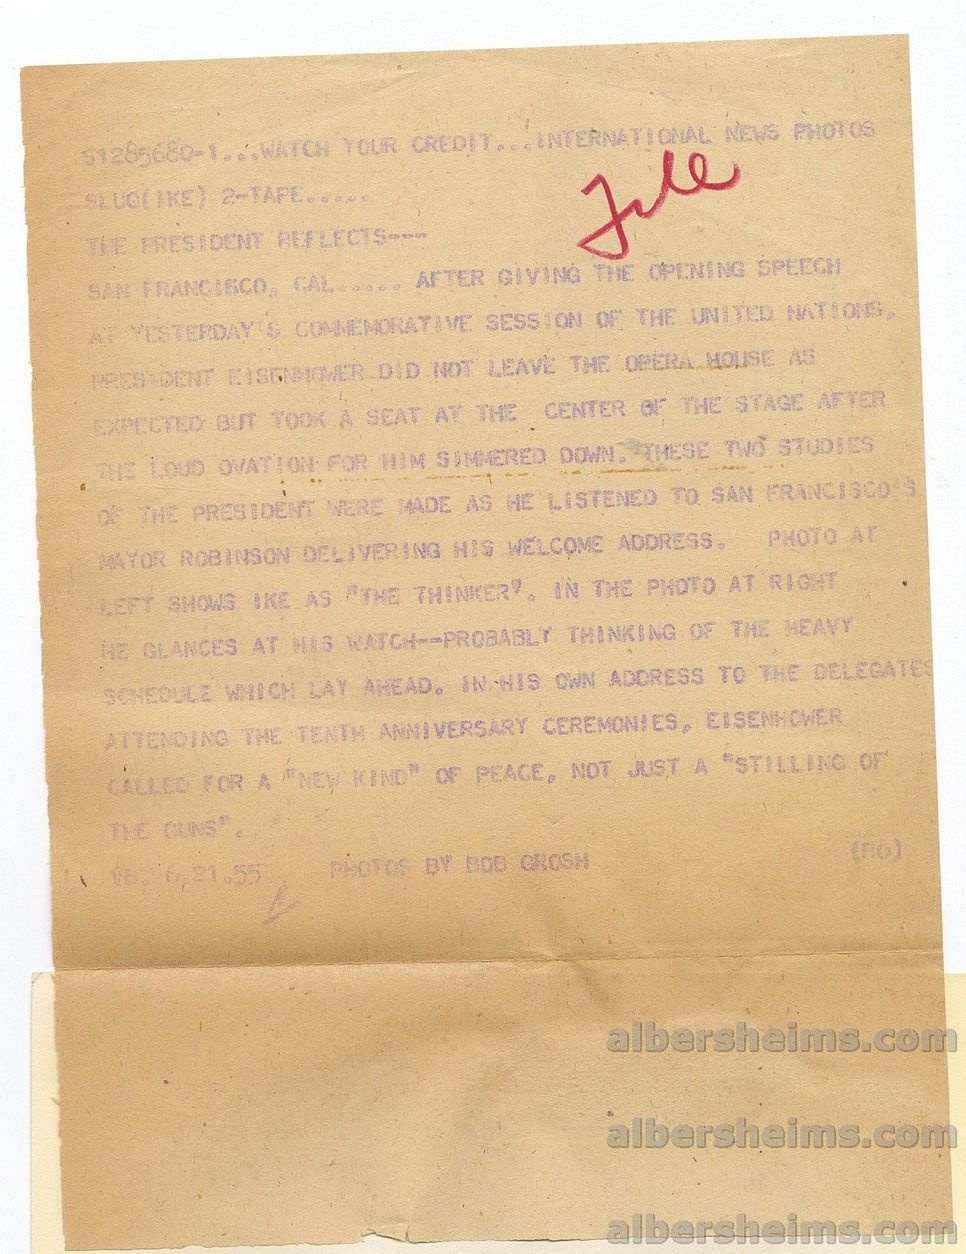 S1285680-1...WATCH YOUR CREDIT...INTERNATIONAL NEWS PHOTOS
SLUG(IKE) 2-TAPE.....
File
THE PRESIDENT REFLECTS---
SAN FRANCISCO, CAL..... AFTER GIVING THE OPENING SPEECH
AT YESTERDAY'S COMMEMORATIVE SESSION OF THE UNITED NATIONS,
PRESIDENT EISENHOWER DID NOT LEAVE THE OPERA HOUSE AS
EXPECTED BUT TOOK A SEAT AT THE CENTER OF THE STAGE AFTER
THE LOUD OVATION FOR HIM SIMMERED DOWN. THESE TWO STUDIES
OF THE PRESIDENT WERE MADE AS HE LISTENED TO SAN FRANCISCO'S
MAYOR ROBINSON DELIVERING HIS WELCOME ADDRESS. PHOTO AT
LEFT SHOWS IKE AS "THE THINKER". IN THE PHOTO AT RIGHT
HE GLANCES AT HIS WATCH--PROBABLY THINKING OF THE HEAVY
SCHEDULE WHICH LAY AHEAD. IN HIS OWN ADDRESS TO THE DELEGATES
ATTENDING THE TENTH ANNIVERSARY CEREMONIES, EISENHOWER
CALLED FOR A "NEW KIND" OF PEACE, NOT JUST A "STILLING OF
THE GUNS".
VB. 6.21.55 PHOTOS BY BOB GROSH (PG)
albersheims.com
albersheims.com
albersheims.com